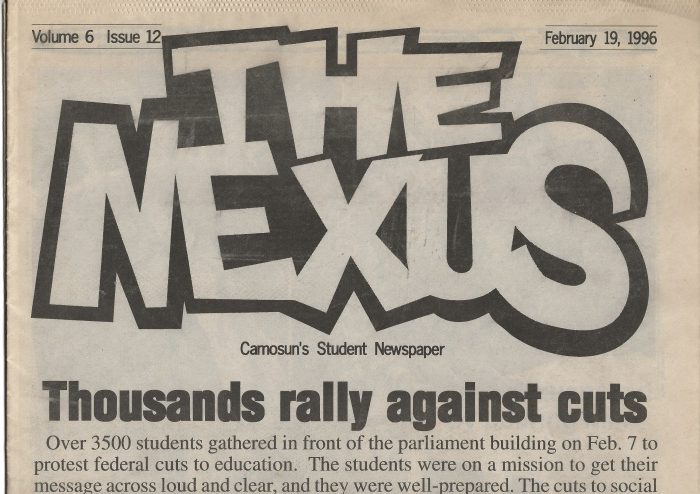 Volume 6 Issue 12
February 19, 1996
THE
NEXUS
Camosun's Student Newspaper
Thousands rally against cuts
Over 3500 students gathered in front of the parliament building on Feb. 7 to
protest federal cuts to education. The students were on a mission to get their
message across loud and clear, and they were well-prepared. The cuts to social